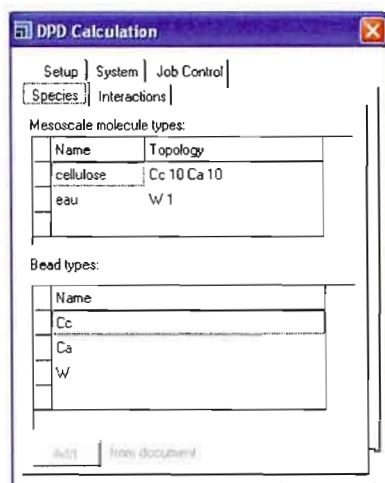 DPD Calculation
Setup System Job Control
Species Interactions
Mesoscale molecule types:
Name Topology
cellulose Cc 10 Ca 10
eau W 1
Bead types:
Name
Cc
Ca
W
Add from document